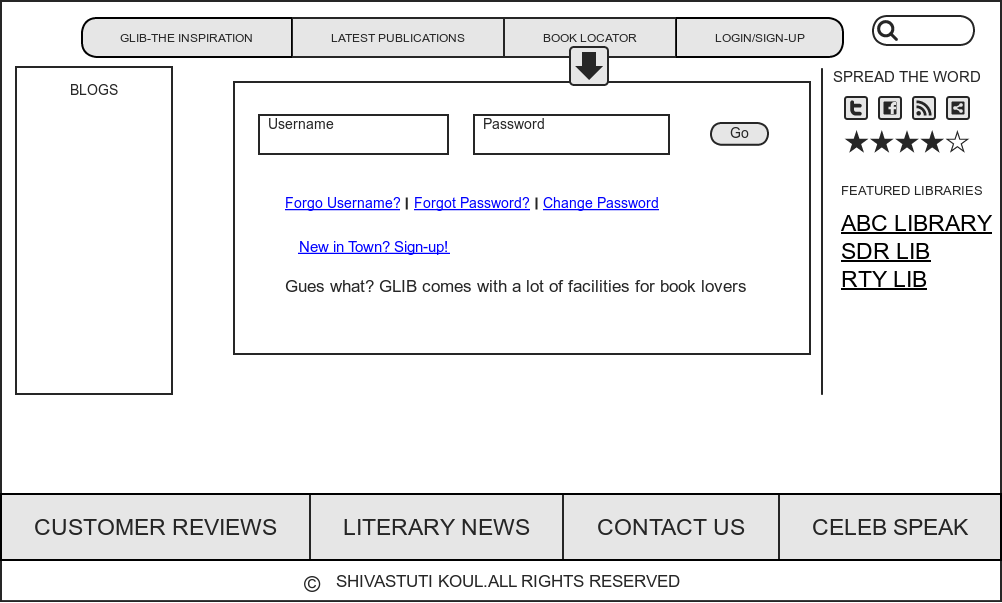 GLIB-THE INSPIRATION
LATEST PUBLICATIONS
BOOK LOCATOR
LOGIN/SIGN-UP
BLOGS
Username
Password
Go
Forgo Username? | Forgot Password? | Change Password
New in Town? Sign-up!
Gues what? GLIB comes with a lot of facilities for book lovers
SPREAD THE WORD
FEATURED LIBRARIES
ABC LIBRARY
SDR LIB
RTY LIB
CUSTOMER REVIEWS
LITERARY NEWS
CONTACT US
CELEB SPEAK
© SHIVASTUTI KOUL.ALL RIGHTS RESERVED